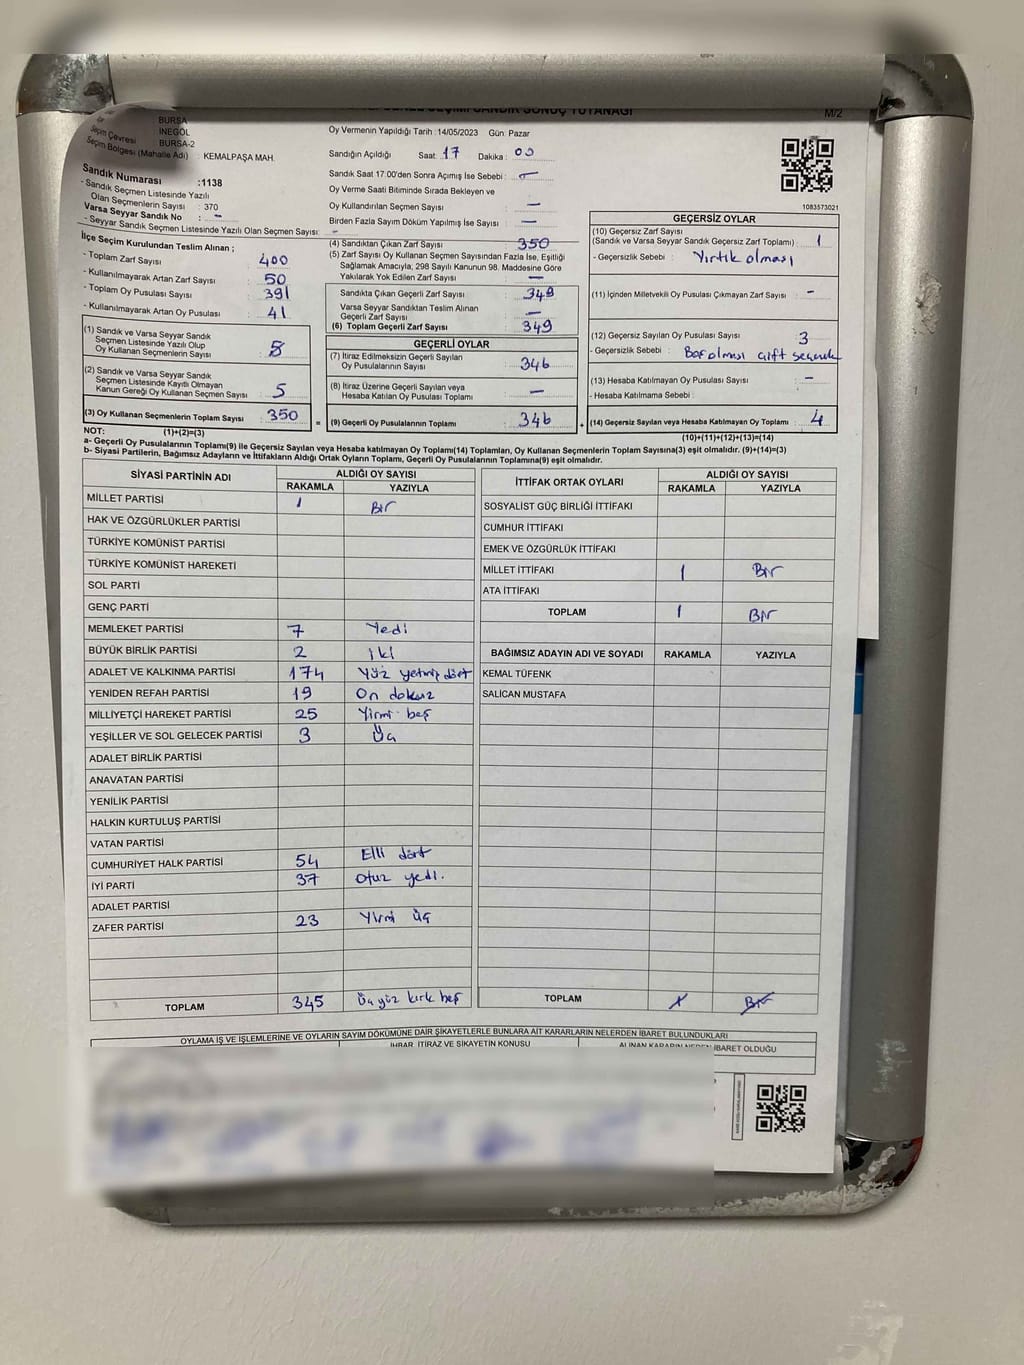 SEÇİMİ SANDIK SONUÇ TUTANAĞI
M/2
BURSA
İNEGÖL
Seçim Çevresi BURSA-2
Seçim Bölgesi (Mahalle Adı) : KEMALPAŞA MAH.
Sandık Numarası :1138
- Sandık Seçmen Listesinde Yazılı
Olan Seçmenlerin Sayısı : 370
Varsa Seyyar Sandık No : -
- Seyyar Sandık Seçmen Listesinde Yazılı Olan Seçmen Sayısı: -
İlçe Seçim Kurulundan Teslim Alınan ;
- Toplam Zarf Sayısı : 400
- Kullanılmayarak Artan Zarf Sayısı : 50
- Toplam Oy Pusulası Sayısı : 391
- Kullanılmayarak Artan Oy Pusulası : 41
(1) Sandık ve Varsa Seyyar Sandık
Seçmen Listesinde Yazılı Olup
Oy Kullanan Seçmenlerin Sayısı :
(2) Sandık ve Varsa Seyyar Sandık
Seçmen Listesinde Kayıtlı Olmayan
Kanun Gereği Oy Kullanan Seçmen Sayısı : 5
(3) Oy Kullanan Seçmenlerin Toplam Sayısı : 350
Oy Vermenin Yapıldığı Tarih :14/05/2023 Gün: Pazar
Sandığın Açıldığı Saat: 17 Dakika : 00
Sandık Saat 17.00'den Sonra Açımış İse Sebebi : -
Oy Verme Saati Bitiminde Sırada Bekleyen ve
Oy Kullandırılan Seçmen Sayısı : -
Birden Fazla Sayım Döküm Yapılmış İse Sayısı : -
(4) Sandıktan Çıkan Zarf Sayısı : 350
(5) Zarf Sayısı Oy Kullanan Seçmen Sayısından Fazla İse, Eşitliği
Sağlamak Amacıyla, 298 Sayılı Kanunun 98. Maddesine Göre
Yakılarak Yok Edilen Zarf Sayısı : -
Sandıkta Çıkan Geçerli Zarf Sayısı : 349
Varsa Seyyar Sandıktan Teslim Alınan
Geçerli Zarf Sayısı : -
(6) Toplam Geçerli Zarf Sayısı : 349
GEÇERLİ OYLAR
(7) İtiraz Edilmeksizin Geçerli Sayılan
Oy Pusulalarının Sayısı : 346
(8) İtiraz Üzerine Geçerli Sayılan veya
Hesaba Katılan Oy Pusulası Toplamı : -
= (9) Geçerli Oy Pusulalarının Toplamı : 346
1083573021
GEÇERSİZ OYLAR
(10) Geçersiz Zarf Sayısı
(Sandık ve Varsa Seyyar Sandık Geçersiz Zarf Toplamı) : 1
- Geçersizlik Sebebi : Yırtık olması
(11) İçinden Milletvekili Oy Pusulası Çıkmayan Zarf Sayısı : -
(12) Geçersiz Sayılan Oy Pusulası Sayısı : 3
- Geçersizlik Sebebi : Boş olması çift seçmek
(13) Hesaba Katılmayan Oy Pusulası Sayısı : -
- Hesaba Katılmama Sebebi :
+ (14) Geçersiz Sayılan veya Hesaba Katılmayan Oy Toplamı : 4
NOT: (1)+(2)=(3) (10)+(11)+(12)+(13)=(14)
a- Geçerli Oy Pusulalarının Toplamı(9) ile Geçersiz Sayılan veya Hesaba katılmayan Oy Toplam(14) Toplamları, Oy Kullanan Seçmenlerin Toplam Sayısına(3) eşit olmalıdır. (9)+(14)=(3)
b- Siyasi Partilerin, Bağımsız Adayların ve İttifakların Aldığı Ortak Oyların Toplamı, Geçerli Oy Pusulalarının Toplamına(9) eşit olmalıdır.
SİYASİ PARTİNİN ADI ALDIĞI OY SAYISI
RAKAMLA YAZIYLA
MİLLET PARTİSİ 1 Bir
HAK VE ÖZGÜRLÜKLER PARTİSİ
TÜRKİYE KOMÜNİST PARTİSİ
TÜRKİYE KOMÜNİST HAREKETİ
SOL PARTİ
GENÇ PARTİ
MEMLEKET PARTİSİ 7 Yedi
BÜYÜK BİRLİK PARTİSİ 2 iki
ADALET VE KALKINMA PARTİSİ 174 Yüz yetmiş dört
YENİDEN REFAH PARTİSİ 19 On dokuz
MİLLİYETÇİ HAREKET PARTİSİ 25 Yirmi beş
YEŞİLLER VE SOL GELECEK PARTİSİ 3 Üç
ADALET BİRLİK PARTİSİ
ANAVATAN PARTİSİ
YENİLİK PARTİSİ
HALKIN KURTULUŞ PARTİSİ
VATAN PARTİSİ
CUMHURİYET HALK PARTİSİ 54 Elli dört
İYİ PARTİ 37 Otuz yedi.
ADALET PARTİSİ
ZAFER PARTİSİ 23 Yirmi üç
TOPLAM 345 Üç yüz kırk beş
İTTİFAK ORTAK OYLARI ALDIĞI OY SAYISI
RAKAMLA YAZIYLA
SOSYALİST GÜÇ BİRLİĞİ İTTİFAKI
CUMHUR İTTİFAKI
EMEK VE ÖZGÜRLÜK İTTİFAKI
MİLLET İTTİFAKI 1 Bir
ATA İTTİFAKI
TOPLAM 1 Bir
BAĞIMSIZ ADAYIN ADI VE SOYADI RAKAMLA YAZIYLA
KEMAL TÜFENK
SALİCAN MUSTAFA
TOPLAM 1 Bir
OYLAMA İŞ VE İŞLEMLERİNE VE OYLARIN SAYIM DÖKÜMÜNE DAİR ŞİKAYETLERLE BUNLARA AİT KARARLARIN NELERDEN İBARET BULUNDUKLARI
İHBAR, İTİRAZ VE ŞİKAYETİN KONUSU ALINAN KARARIN NEDEN İBARET OLDUĞU